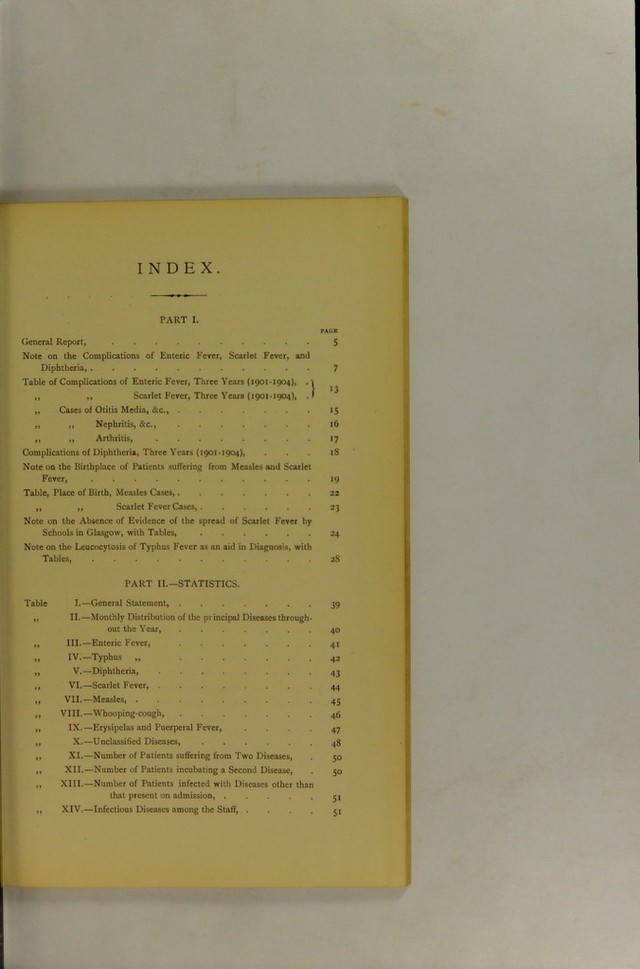 INDEX.
PART I.
PAGE
General Report, . . . . . . . . . . 5
Note on the Complications of Enteric Fever, Scarlet Fever, and
Diphtheria, . . . . . . . . . . . 7
Table of Complications of Enteric Fever, Three Years (1901-1904), . } 13
,, ,, Scarlet Fever, Three Years (1901-1904), . }
,, Cases of Otitis Media, &c., . . . . . . . 15
,, ,, Nephritis, &c., . . . . . . . 16
,, ,, Arthritis, . . . . . . . . 17
Complications of Diphtheria, Three Years (1901-1904), . . . 18
Note on the Birthplace of Patients suffering from Measles and Scarlet
Fever, . . . . . . . . . . . 19
Table, Place of Birth, Measles Cases, . . . . . . . 22
,, ,, Scarlet Fever Cases, . . . . . . 23
Note on the Absence of Evidence of the spread of Scarlet Fever by
Schools in Glasgow, with Tables, . . . . . . 24
Note on the Leucocytosis of Typhus Fever as an aid in Diagnosis, with
Tables, . . . . . . . . . . . 28
PART II.—STATISTICS.
Table I.—General Statement, . . . . . . . 39
,, II.—Monthly Distribution of the principal Diseases through-
out the Year, . . . . . . . 40
,, III.—Enteric Fever, . . . . . . . 41
,, IV.—Typhus ,, . . . . . . . 42
,, V.—Diphtheria, . . . . . . . . 43
,, VI.—Scarlet Fever, . . . . . . . . 44
,, VII.—Measles, . . . . . . . . . 45
,, VIII.—Whooping-cough, . . . . . . . 46
,, IX.—Erysipelas and Puerperal Fever, . . . . 47
,, X.—Unclassified Diseases, . . . . . . 48
,, XI.—Number of Patients suffering from Two Diseases, . 50
,, XII.—Number of Patients incubating a Second Disease, . 50
,, XIII.—Number of Patients infected with Diseases other than
that present on admission, . . . . . 51
,, XIV.—Infectious Diseases among the Staff, . . . . 51